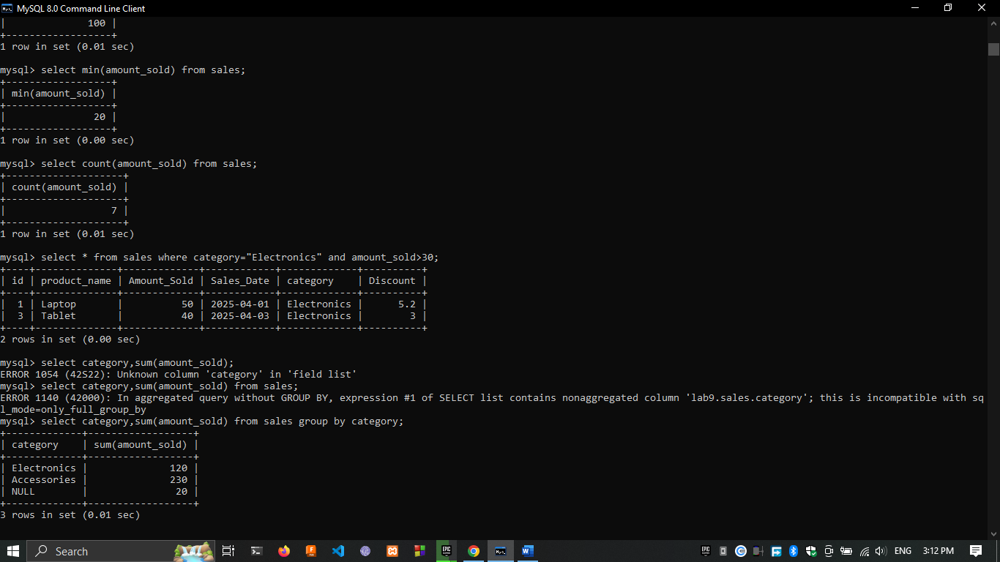 MySQL 8.0 Command Line Client
|              100 |
+------------------+
1 row in set (0.01 sec)
mysql> select min(amount_sold) from sales;
+------------------+
| min(amount_sold) |
+------------------+
|               20 |
+------------------+
1 row in set (0.00 sec)
mysql> select count(amount_sold) from sales;
+--------------------+
| count(amount_sold) |
+--------------------+
|                  7 |
+--------------------+
1 row in set (0.01 sec)
mysql> select * from sales where category="Electronics" and amount_sold>30;
+----+--------------+-------------+------------+-------------+----------+
| id | product_name | Amount_Sold | Sales_Date | category    | Discount |
+----+--------------+-------------+------------+-------------+----------+
|  1 | Laptop       |          50 | 2025-04-01 | Electronics |      5.2 |
|  3 | Tablet       |          40 | 2025-04-03 | Electronics |        3 |
+----+--------------+-------------+------------+-------------+----------+
2 rows in set (0.00 sec)
mysql> select category,sum(amount_sold);
ERROR 1054 (42S22): Unknown column 'category' in 'field list'
mysql> select category,sum(amount_sold) from sales;
ERROR 1140 (42000): In aggregated query without GROUP BY, expression #1 of SELECT list contains nonaggregated column 'lab9.sales.category'; this is incompatible with sq
l_mode=only_full_group_by
mysql> select category,sum(amount_sold) from sales group by category;
+-------------+------------------+
| category    | sum(amount_sold) |
+-------------+------------------+
| Electronics |              120 |
| Accessories |              230 |
| NULL        |               20 |
+-------------+------------------+
3 rows in set (0.01 sec)
Search
ENG
3:12 PM